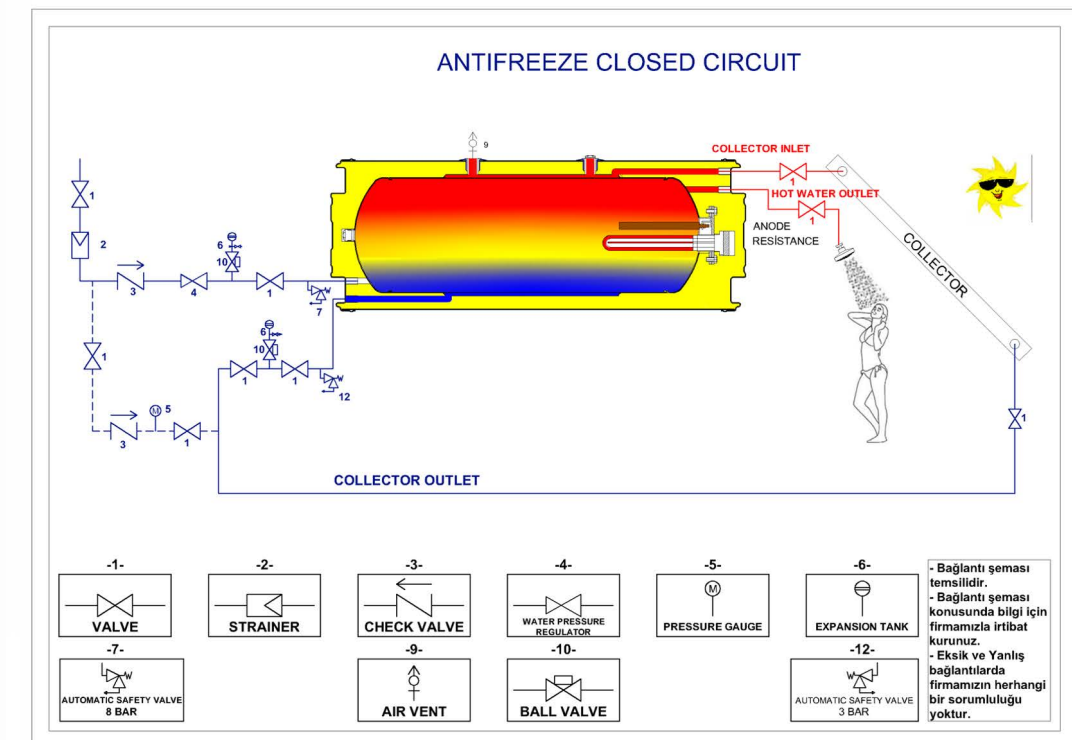 ANTIFREEZE CLOSED CIRCUIT
9
COLLECTOR INLET
1
HOT WATER OUTLET
1
ANODE
RESİSTANCE
COLLECTOR
1
2
6
10
3
4
1
7
6
10
1
1
1
12
5
M
3
1
1
COLLECTOR OUTLET
-1-
VALVE
-2-
STRAINER
-3-
CHECK VALVE
-4-
WATER PRESSURE
REGULATOR
-5-
M
PRESSURE GAUGE
-6-
EXPANSION TANK
-7-
AUTOMATIC SAFETY VALVE
8 BAR
-9-
AIR VENT
-10-
BALL VALVE
-12-
AUTOMATIC SAFETY VALVE
3 BAR
- Bağlantı şeması
temsilidir.
- Bağlantı şeması
konusunda bilgi için
firmamızla irtibat
kurunuz.
- Eksik ve Yanlış
bağlantılarda
firmamızın herhangi
bir sorumluluğu
yoktur.